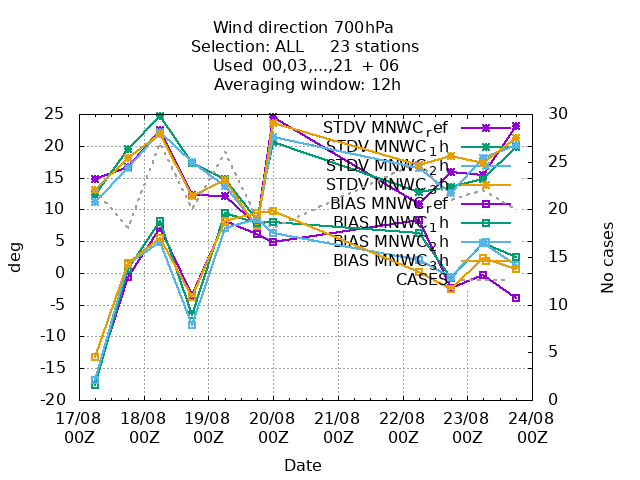 Wind direction 700hPa
Selection: ALL 23 stations
Used 00,03,...,21 + 06
Averaging window: 12h
25
20
15
10
5
0
-5
-10
-15
-20
deg
30
25
20
15
10
5
0
No cases
STDV MNWC_ref
STDV MNWC_1h
STDV MNWC_2h
STDV MNWC_3h
BIAS MNWC_ref
BIAS MNWC_1h
BIAS MNWC_2h
BIAS MNWC_3h
CASES
17/08 18/08 19/08 20/08 21/08 22/08 23/08 24/08
00Z 00Z 00Z 00Z 00Z 00Z 00Z 00Z
Date